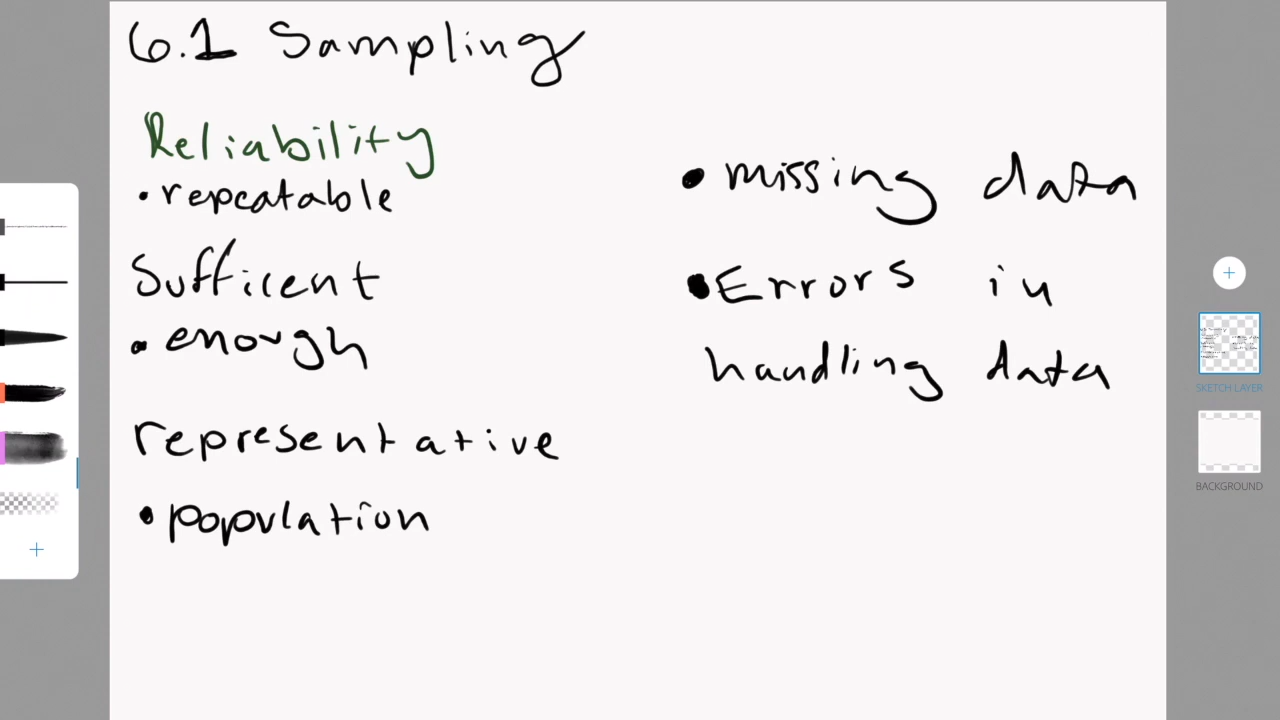 6.1 Sampling
Reliability
• repeatable
Sufficent
• enough
representative
• population
• missing data
• Errors in
handling data
SKETCH LAYER
BACKGROUND